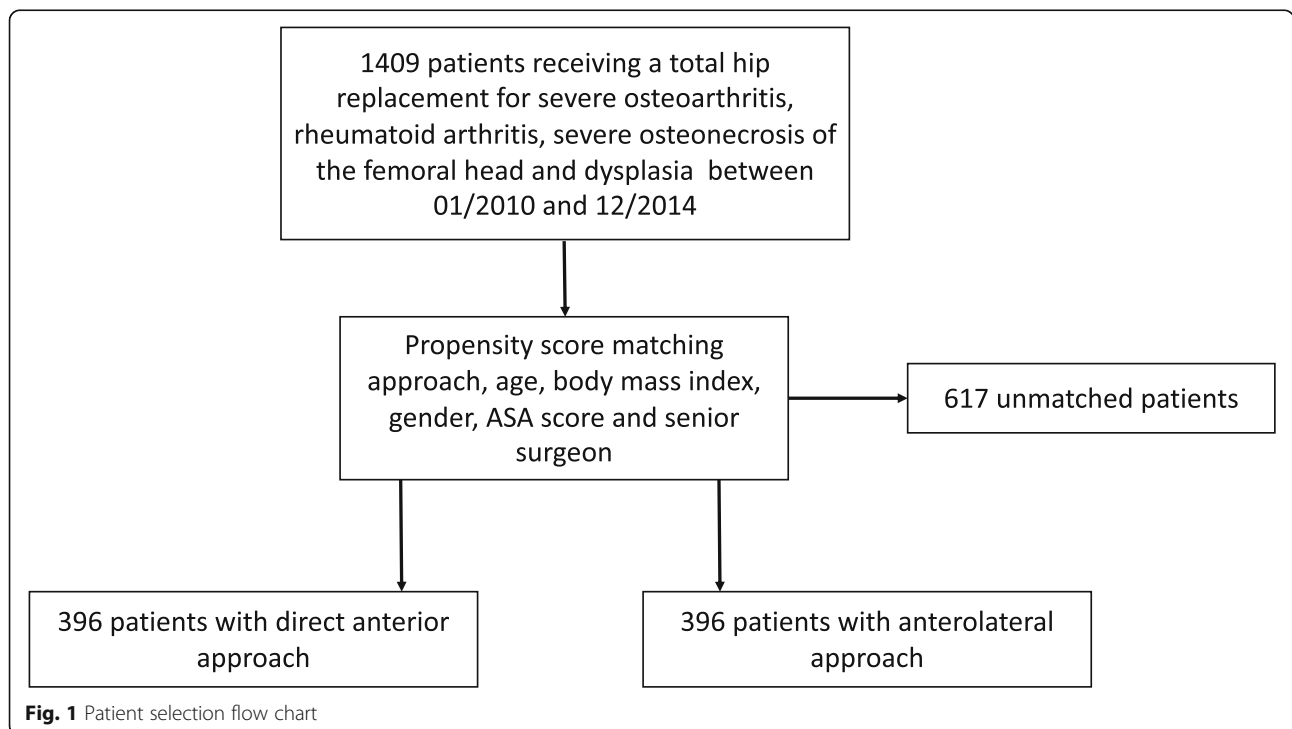 1409 patients receiving a total hip
replacement for severe osteoarthritis,
rheumatoid arthritis, severe osteonecrosis of
the femoral head and dysplasia between
01/2010 and 12/2014
Propensity score matching
approach, age, body mass index,
gender, ASA score and senior
surgeon
617 unmatched patients
396 patients with direct anterior
approach
396 patients with anterolateral
approach
Fig. 1 Patient selection flow chart